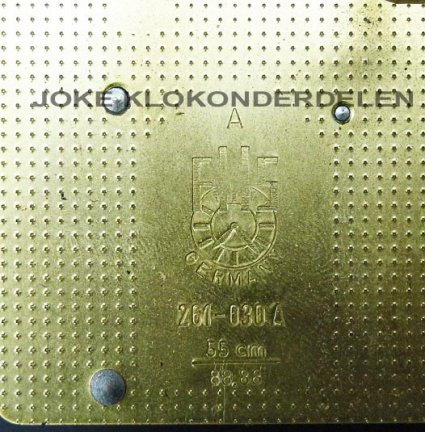 JOKE KLOKONDERDELEN
A
GERMANY
261-030 A
55 cm